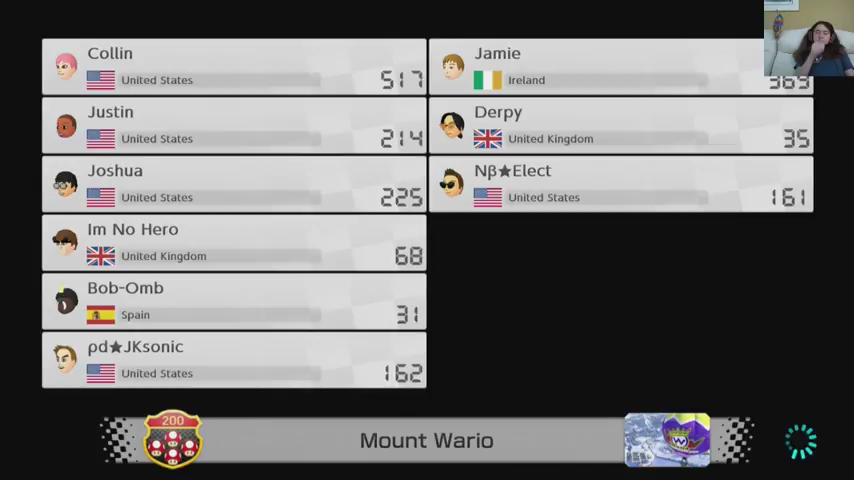 Collin
United States
517
Justin
United States
214
Joshua
United States
225
Im No Hero
United Kingdom
68
Bob-Omb
Spain
31
ρd★JKsonic
United States
162
Jamie
Ireland
369
Derpy
United Kingdom
35
Nβ★Elect
United States
161
200
Mount Wario